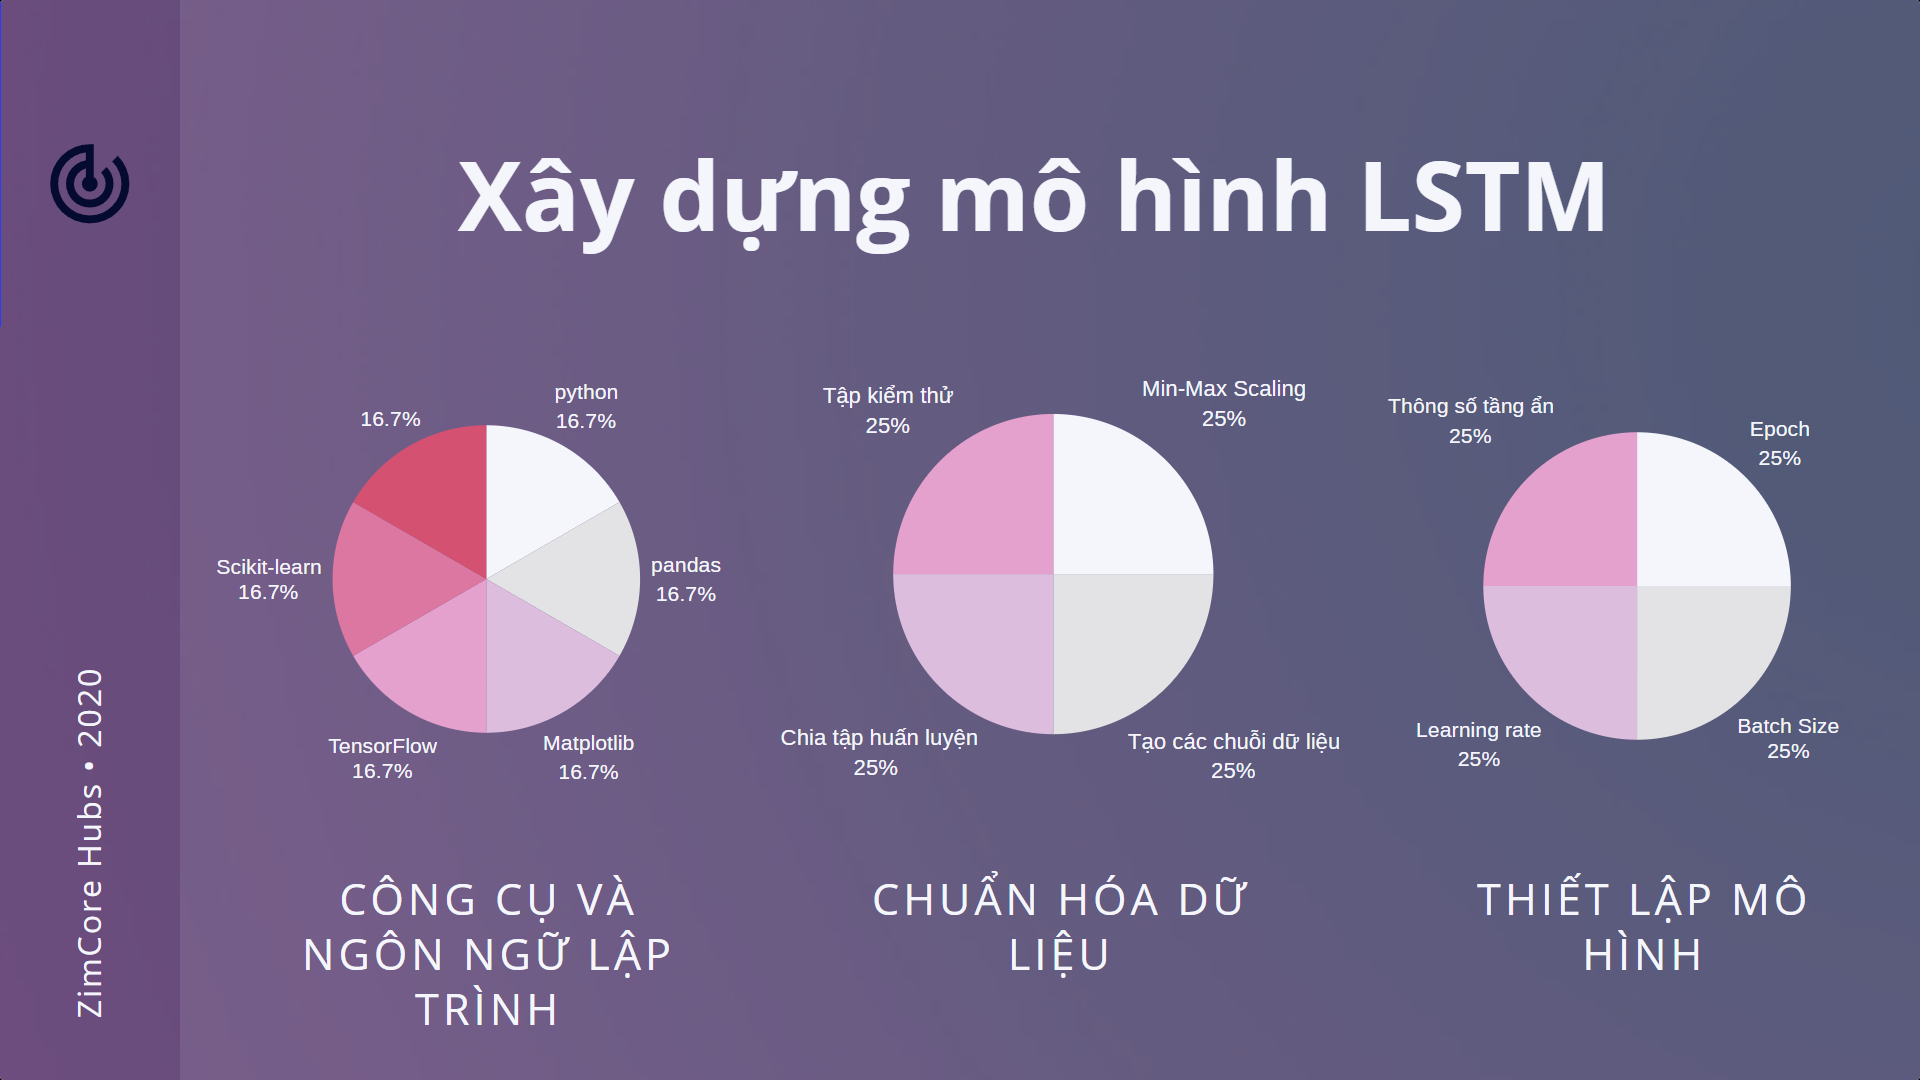 Xây dựng mô hình LSTM
16.7%
python
16.7%
Scikit-learn
16.7%
pandas
16.7%
TensorFlow
16.7%
Matplotlib
16.7%
Tập kiểm thử
25%
Min-Max Scaling
25%
Chia tập huấn luyện
25%
Tạo các chuỗi dữ liệu
25%
Thông số tầng ẩn
25%
Epoch
25%
Learning rate
25%
Batch Size
25%
CÔNG CỤ VÀ
NGÔN NGỮ LẬP
TRÌNH
CHUẨN HÓA DỮ
LIỆU
THIẾT LẬP MÔ
HÌNH
ZimCore Hubs • 2020